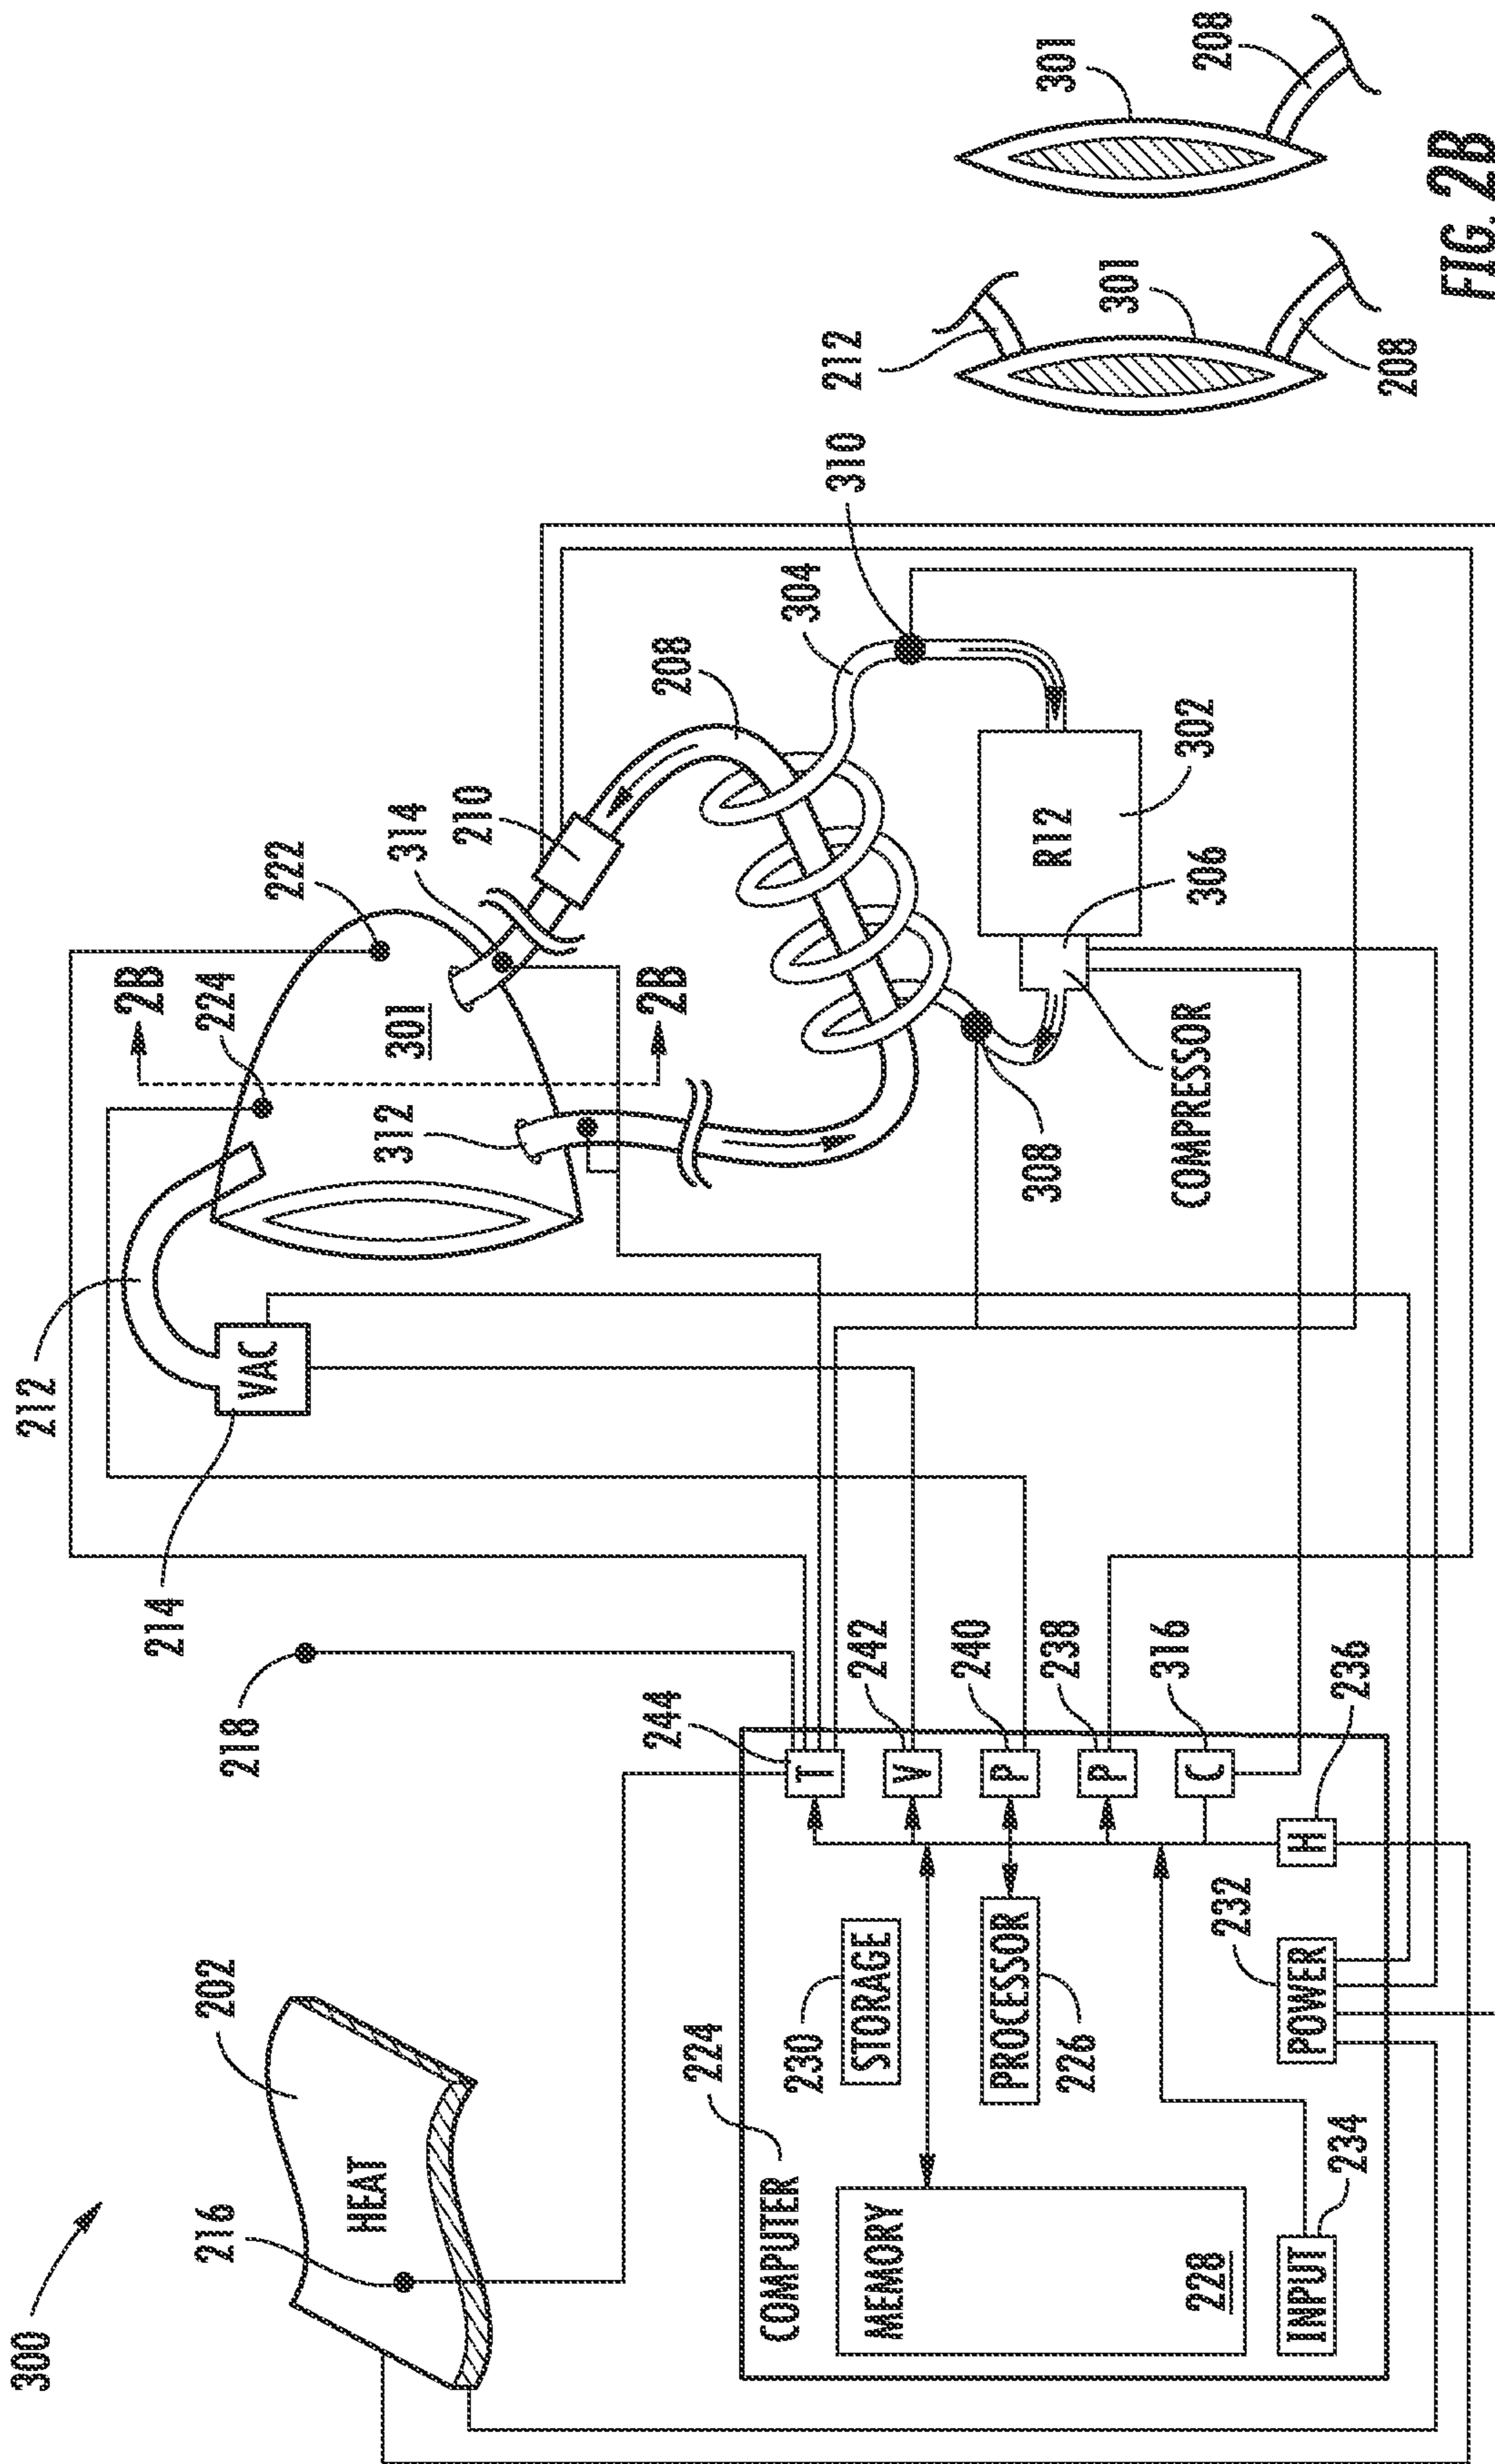 300
216
202
HEAT
218
214
212
VAC
224
222
2B
2B
301
312
314
210
208
304
310
308
COMPRESSOR
306
R12
302
COMPUTER
224
MEMORY
228
230
STORAGE
PROCESSOR
226
INPUT
234
POWER
232
H
236
T
244
V
242
P
240
P
238
C
316
212
301
208
301
208
FIG. 2B